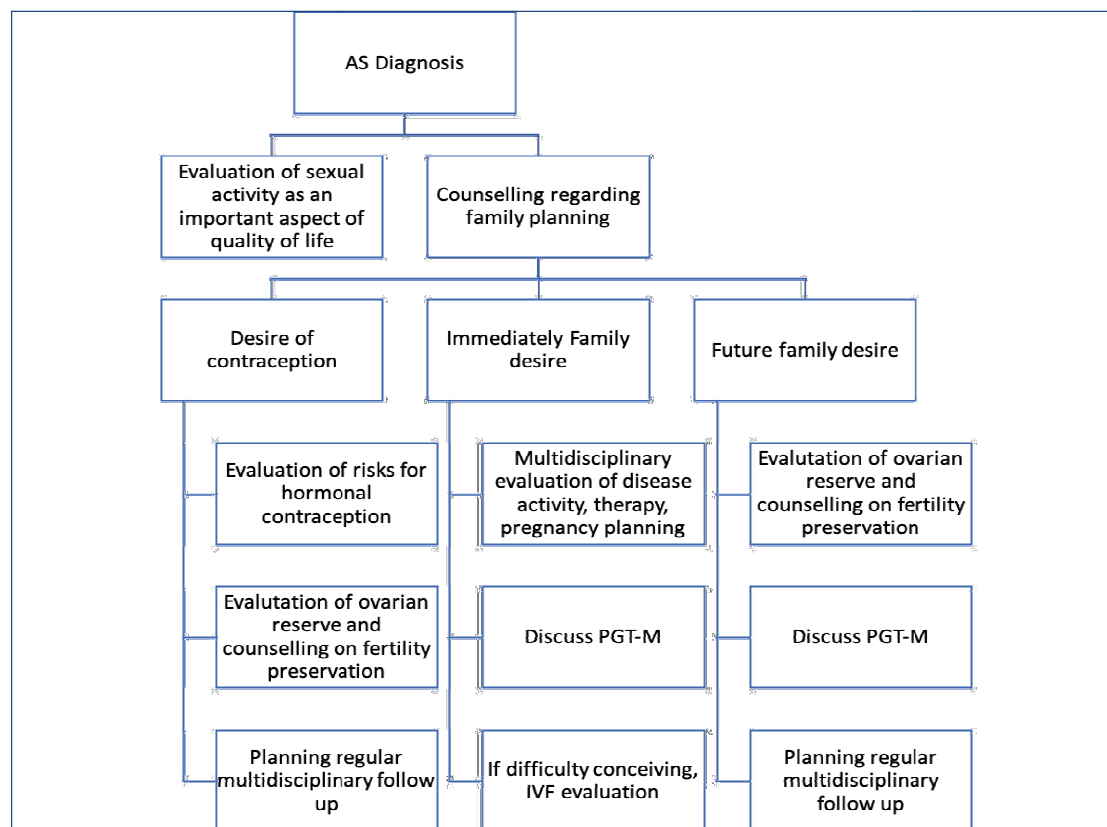 AS Diagnosis
Evaluation of sexual
activity as an
important aspect of
quality of life
Counselling regarding
family planning
Desire of
contraception
Immediately Family
desire
Future family desire
Evaluation of risks for
hormonal
contraception
Multidisciplinary
evaluation of disease
activity, therapy,
pregnancy planning
Evalutation of ovarian
reserve and
counselling on fertility
preservation
Evalutation of ovarian
reserve and
counselling on fertility
preservation
Discuss PGT-M
Discuss PGT-M
Planning regular
multidisciplinary follow
up
If difficulty conceiving,
IVF evaluation
Planning regular
multidisciplinary
follow up